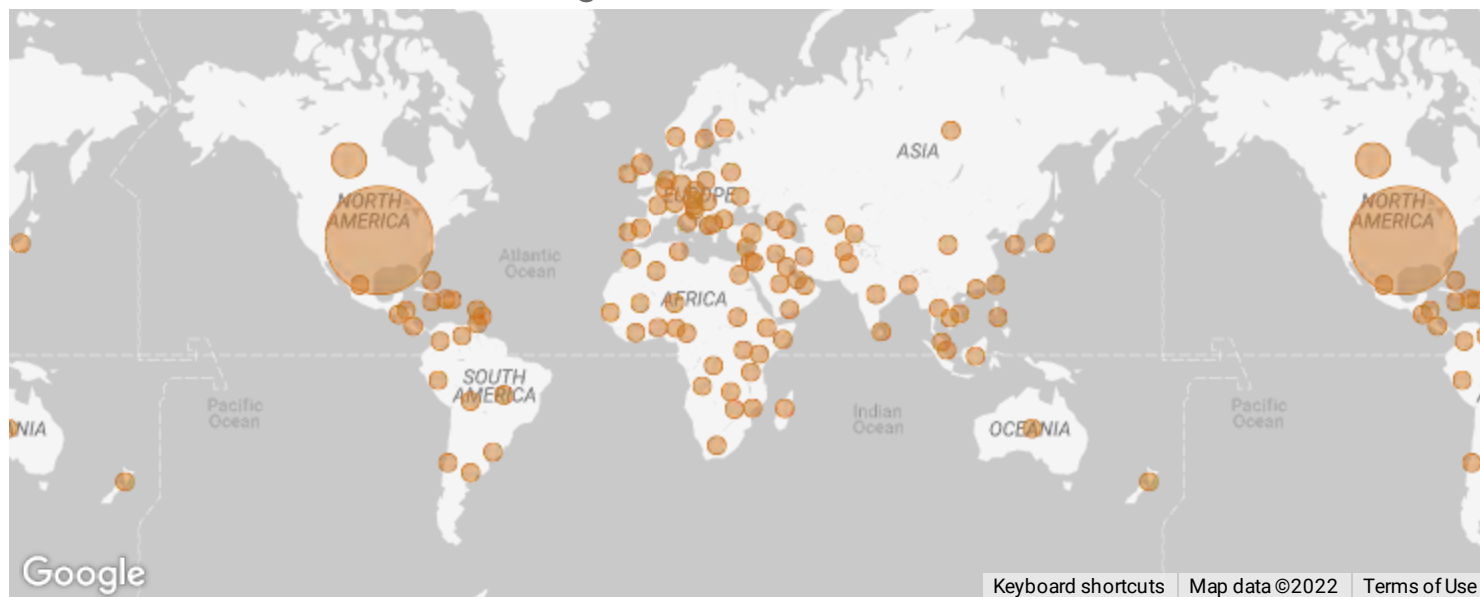 ASIA
NORTH
AMERICA
EUROPE
NORTH
AMERICA
Atlantic
Ocean
AFRICA
SOUTH
AMERICA
Pacific
Ocean
Indian
Ocean
Pacific
Ocean
NIA
OCEANIA
Google
Keyboard shortcuts
Map data ©2022
Terms of Use